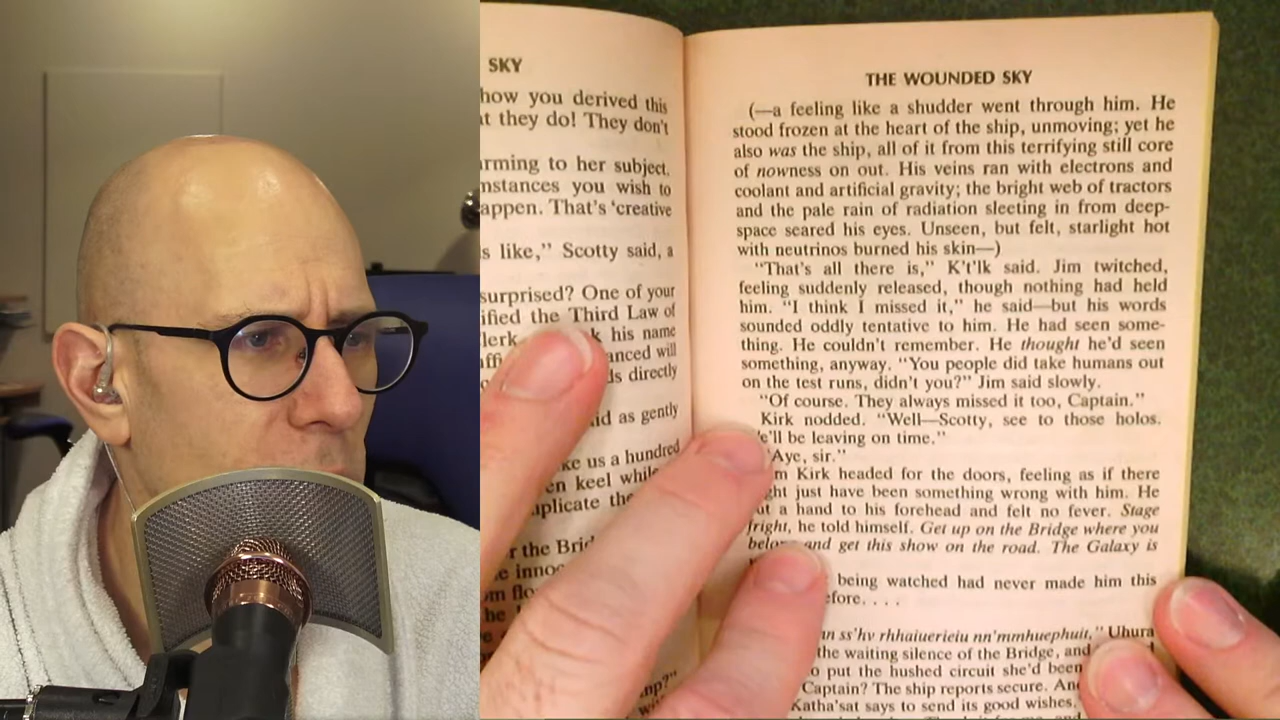 SKY
how you derived this
t they do! They don't
rming to her subject.
nstances you wish to
appen. That's 'creative
s like," Scotty said, a
surprised? One of your
ified the Third Law of
lerk his name
anced will
ds directly
id as gently
ke us a hundred
en keel while
uplicate the
r the Brid
e innoc
om flo
he
THE WOUNDED SKY
(—a feeling like a shudder went through him. He
stood frozen at the heart of the ship, unmoving; yet he
also was the ship, all of it from this terrifying still core
of nowness on out. His veins ran with electrons and
coolant and artificial gravity; the bright web of tractors
and the pale rain of radiation sleeting in from deep-
space seared his eyes. Unseen, but felt, starlight hot
with neutrinos burned his skin—)
"That's all there is," K't'lk said. Jim twitched,
feeling suddenly released, though nothing had held
him. "I think I missed it," he said—but his words
sounded oddly tentative to him. He had seen some-
thing. He couldn't remember. He thought he'd seen
something, anyway. "You people did take humans out
on the test runs, didn't you?" Jim said slowly.
"Of course. They always missed it too, Captain."
Kirk nodded. "Well—Scotty, see to those holos.
e'll be leaving on time."
"Aye, sir."
m Kirk headed for the doors, feeling as if there
ght just have been something wrong with him. He
ut a hand to his forehead and felt no fever. Stage
fright, he told himself. Get up on the Bridge where you
belong and get this show on the road. The Galaxy is
being watched had never made him this
efore. . . .
n ss'hv rhhaiuerieiu nn'mmhuephuit," Uhura
the waiting silence of the Bridge, and
o put the hushed circuit she'd been
Captain? The ship reports secure. An
Katha'sat says to send its good wishes.